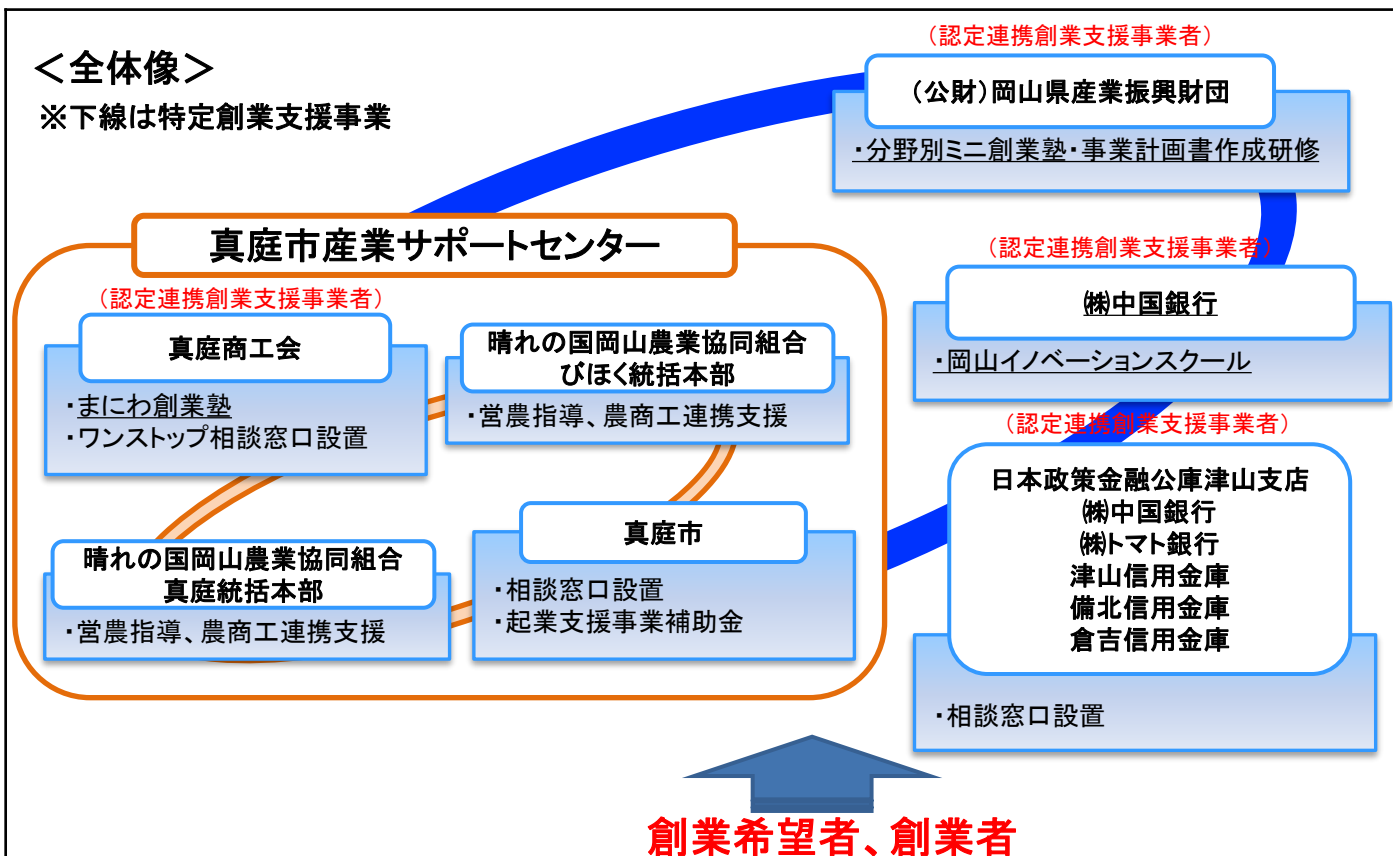 ＜全体像＞
※下線は特定創業支援事業
（認定連携創業支援事業者）
（公財）岡山県産業振興財団
・分野別ミニ創業塾・事業計画書作成研修
真庭市産業サポートセンター
（認定連携創業支援事業者）
真庭商工会
・まにわ創業塾
・ワンストップ相談窓口設置
晴れの国岡山農業協同組合
びほく統括本部
・営農指導、農商工連携支援
晴れの国岡山農業協同組合
真庭統括本部
・営農指導、農商工連携支援
真庭市
・相談窓口設置
・起業支援事業補助金
（認定連携創業支援事業者）
㈱中国銀行
・岡山イノベーションスクール
（認定連携創業支援事業者）
日本政策金融公庫津山支店
㈱中国銀行
㈱トマト銀行
津山信用金庫
備北信用金庫
倉吉信用金庫
・相談窓口設置
創業希望者、創業者